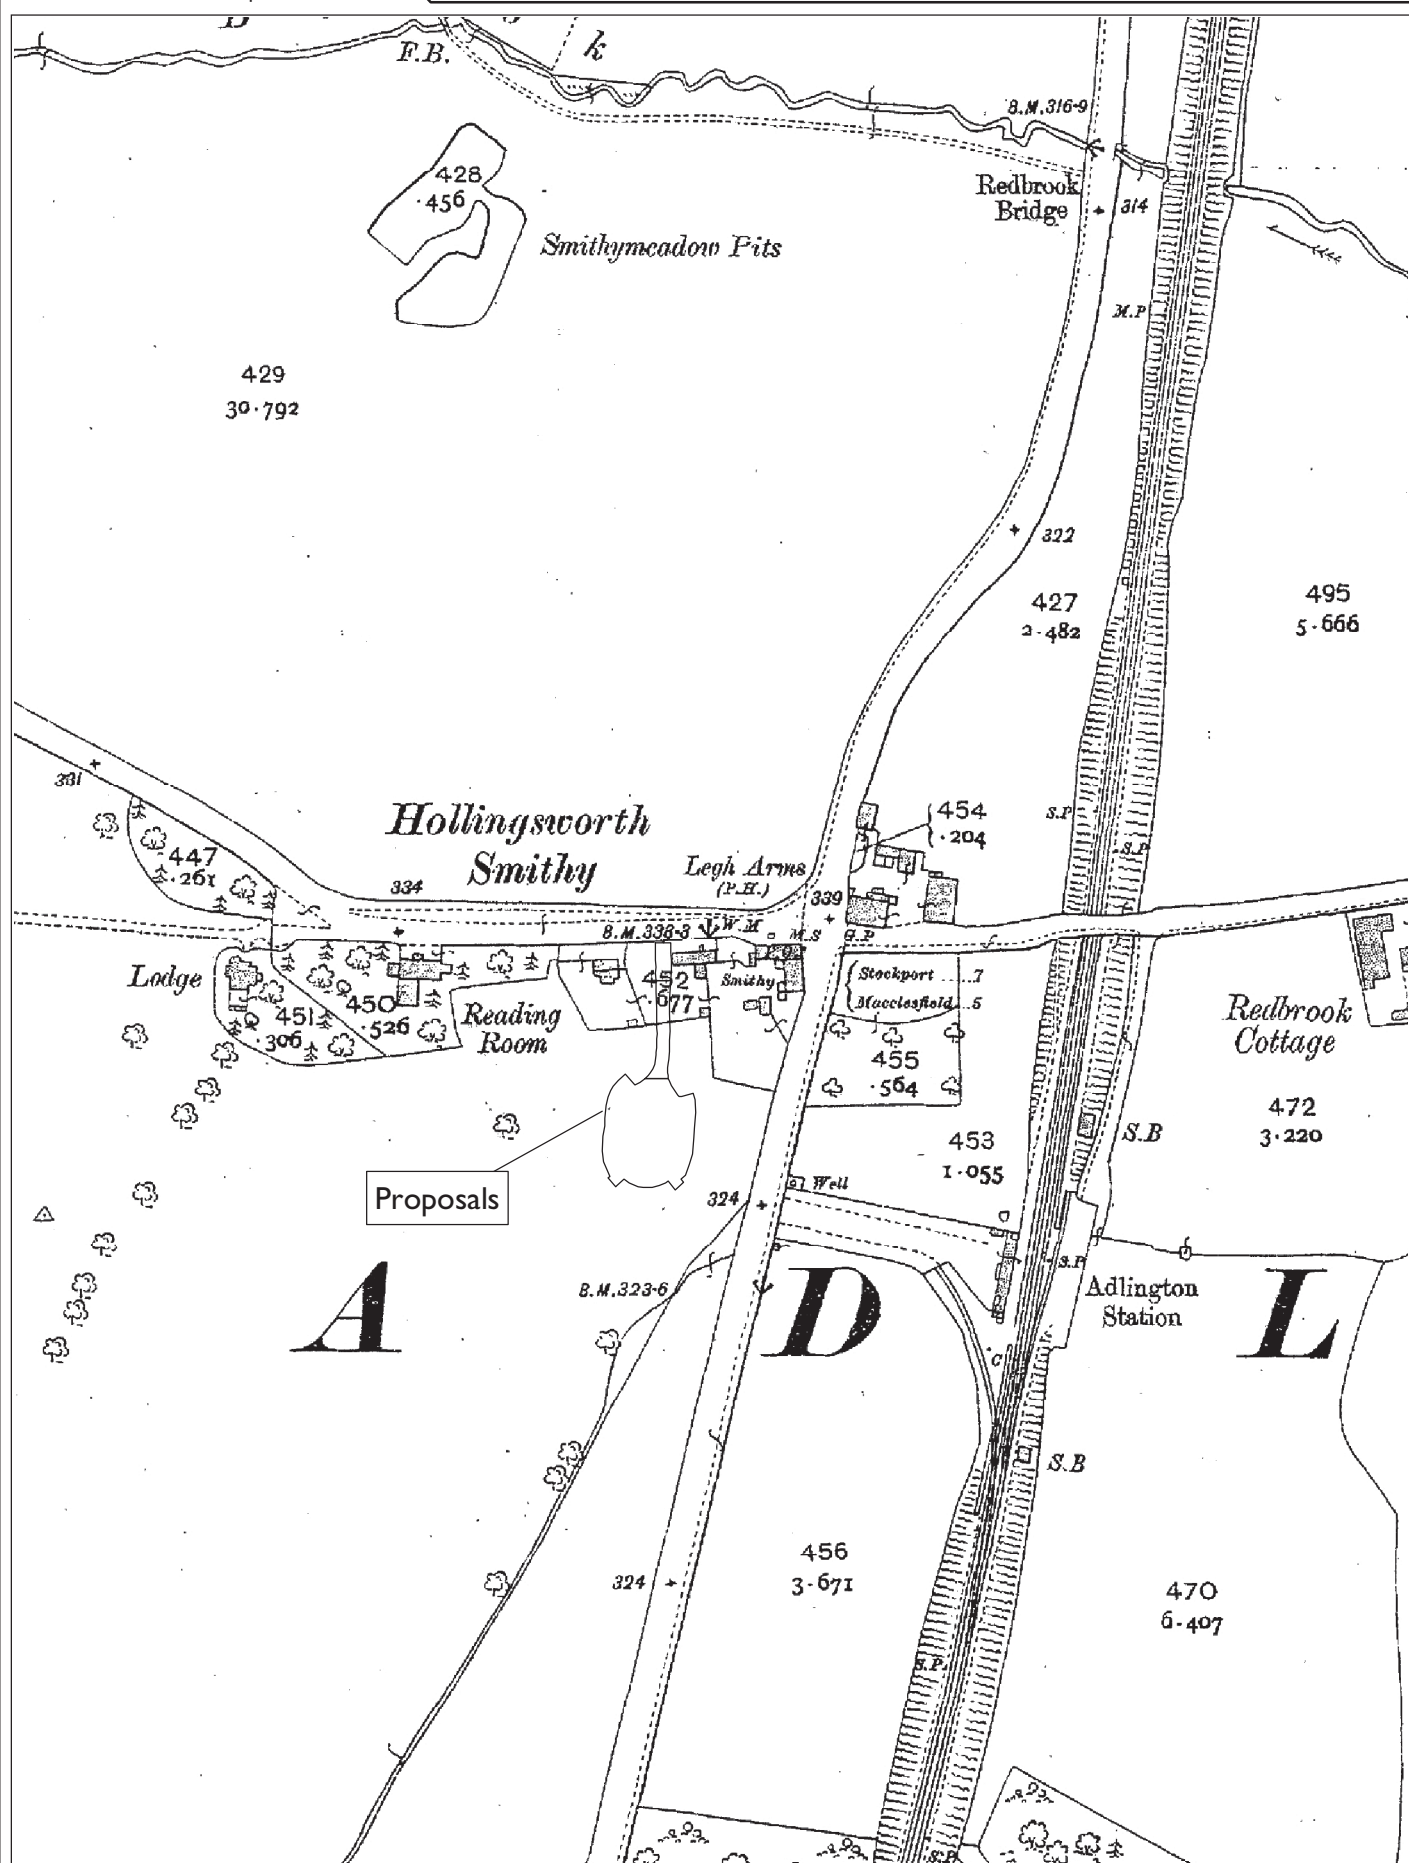 k
F.B.
B.M.316·9
428
·456
Redbrook
Bridge
314
Smithymeadow Pits
M.P
429
30·792
322
427
2·482
495
5·666
331
Hollingsworth
Smithy
454
·204
S.P
S.P
447
·261
334
Legh Arms
(P.H.)
339
B.M.338·3
W.M
M.S
G.P
Lodge
450
·526
451
·306
Reading
Room
452
·677
Smithy
Stockport ....7
Macclesfield..5
Redbrook
Cottage
455
·564
472
3·220
453
1·055
S.B
Proposals
324
Well
S.P
B.M.323·6
Adlington
Station
A D L
C
S.B
324
456
3·671
470
6·407
S.P.
S.P.